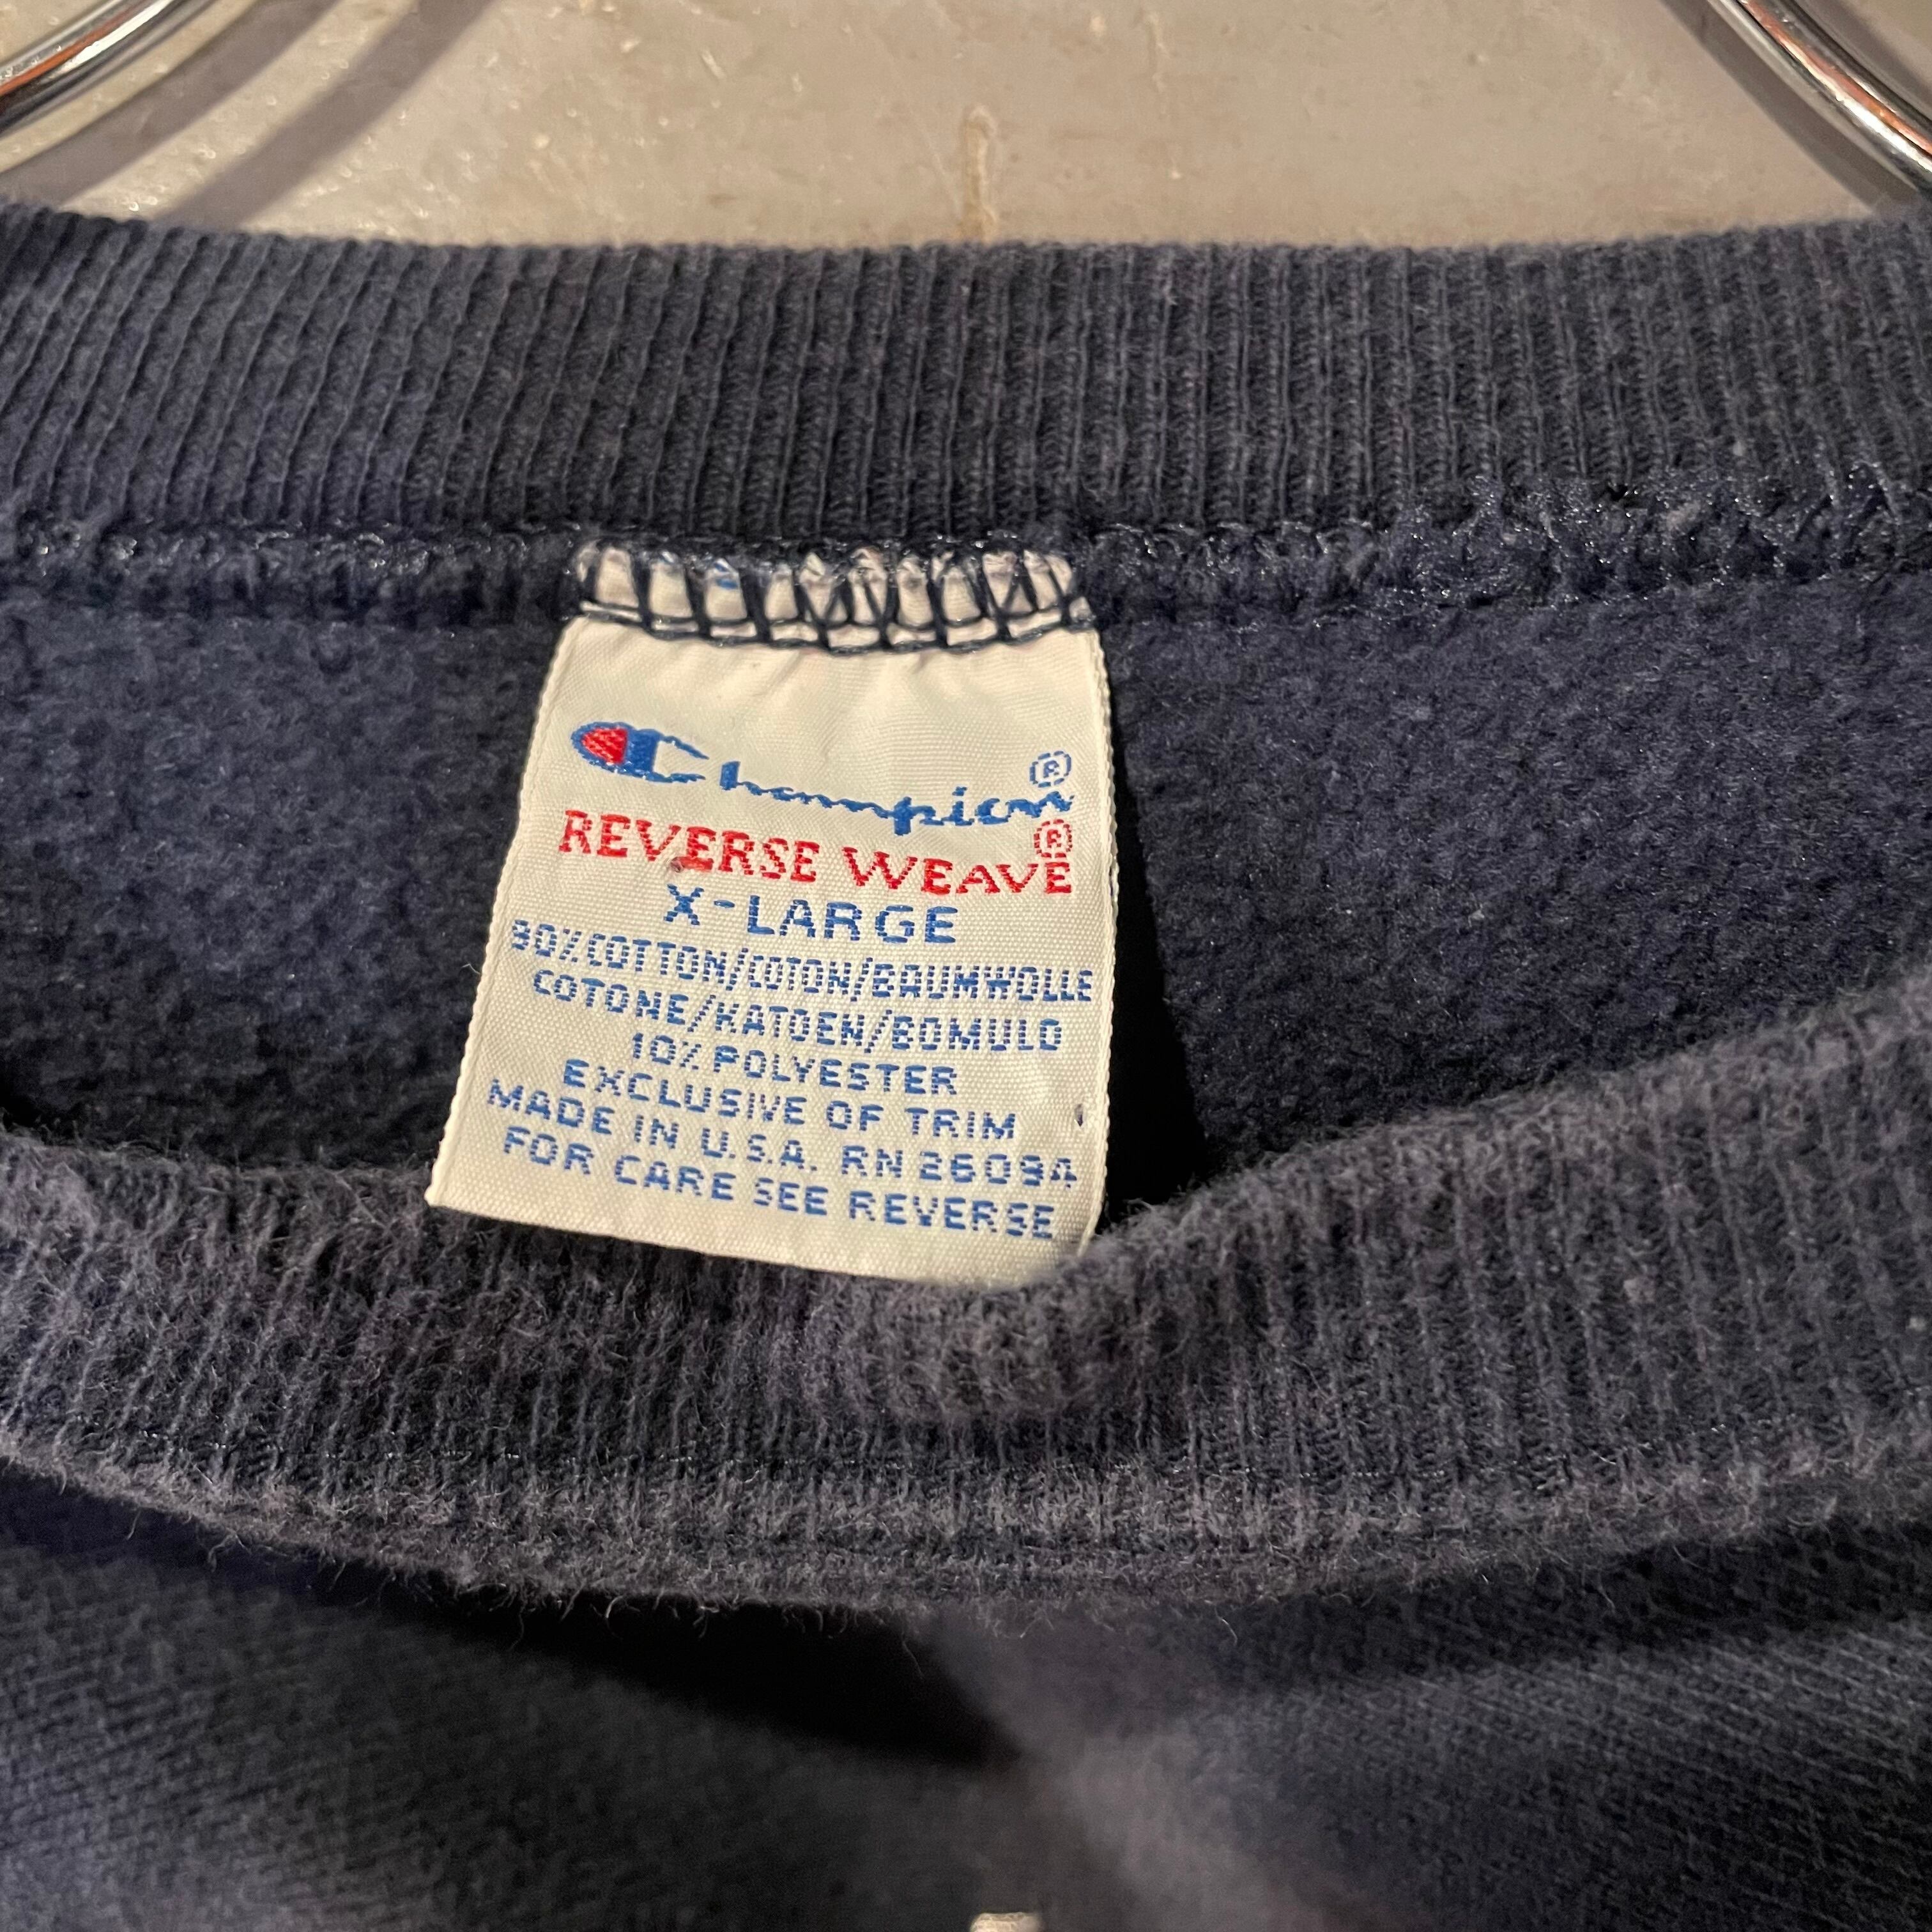 Champion®
REVERSE WEAVE®
X-LARGE
90% COTTON/COTON/BAUMWOLLE
COTONE/KATOEN/BOMULD
10% POLYESTER
EXCLUSIVE OF TRIM
MADE IN U.S.A. RN 26094
FOR CARE SEE REVERSE